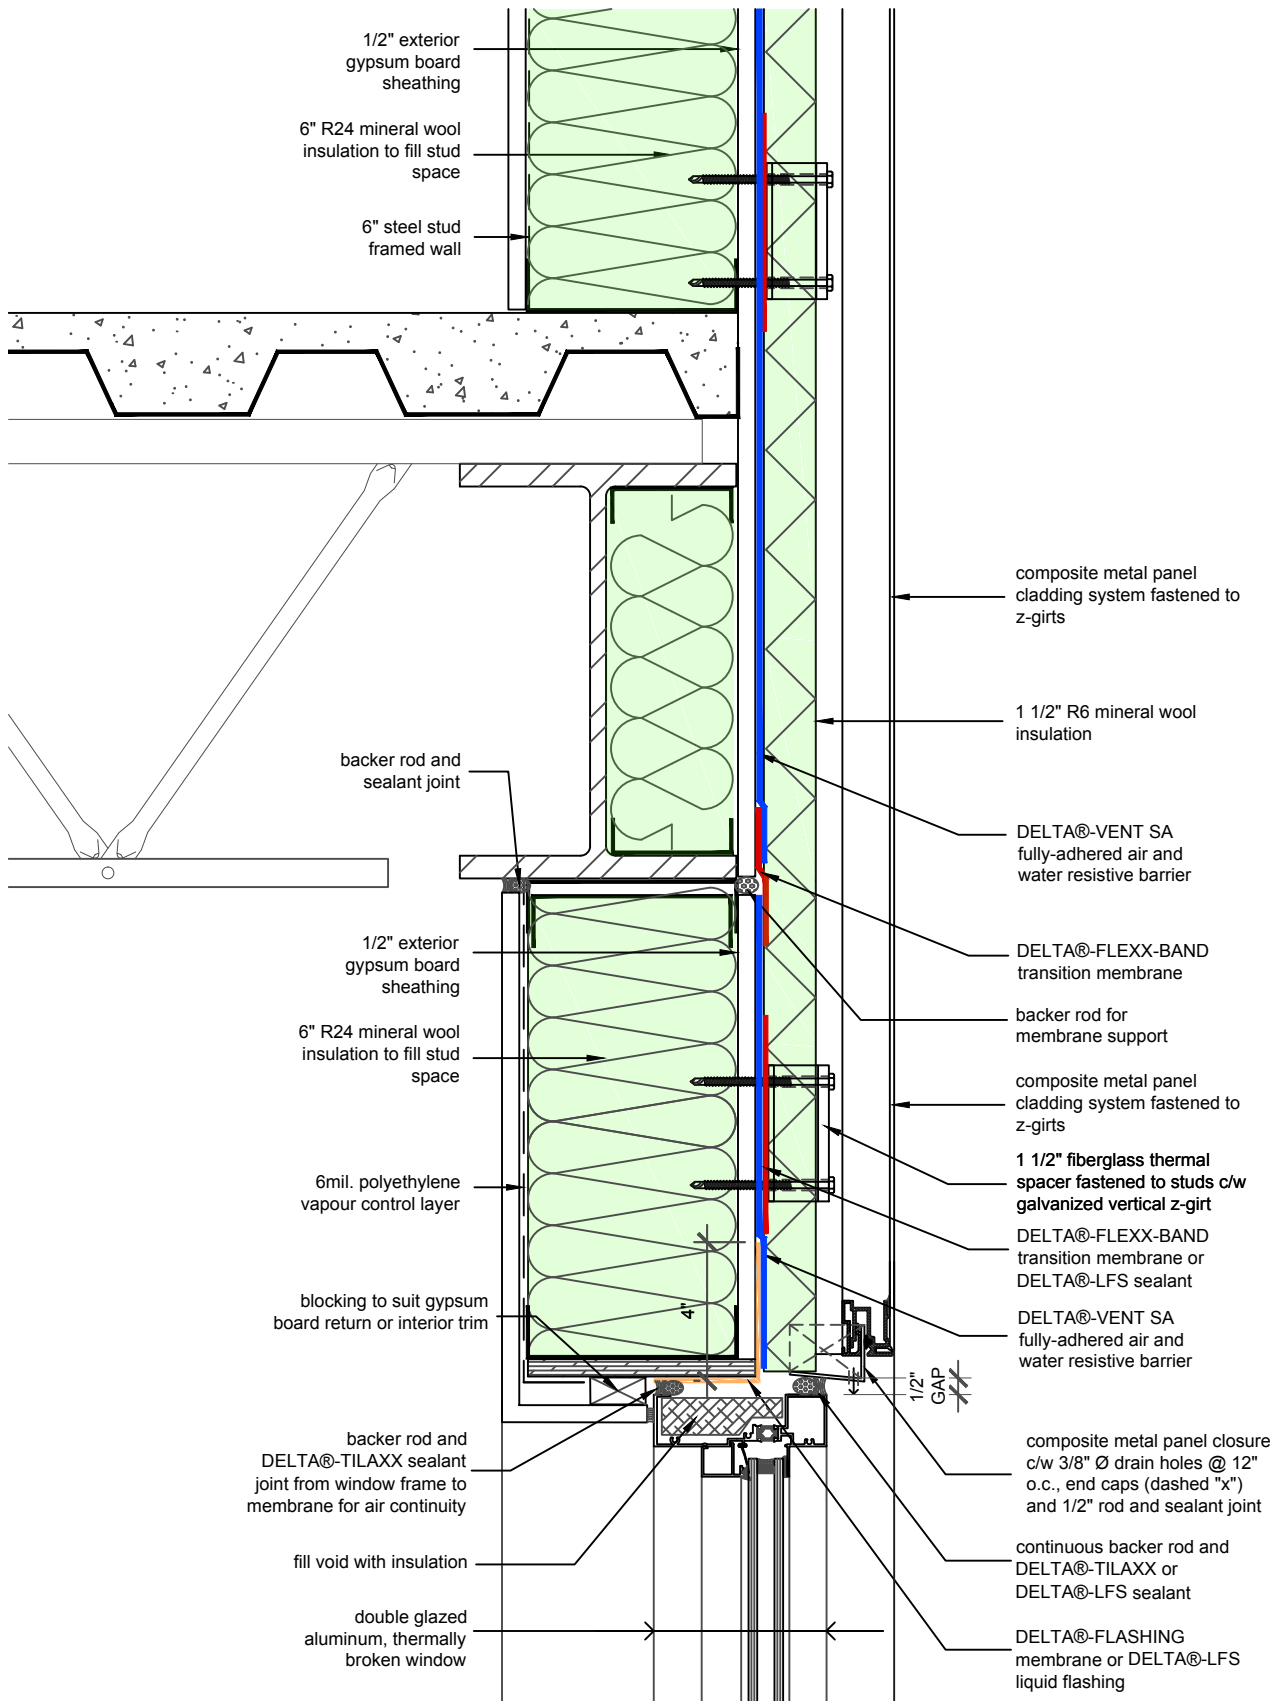 1/2" exterior
gypsum board
sheathing
6" R24 mineral wool
insulation to fill stud
space
6" steel stud
framed wall
backer rod and
sealant joint
1/2" exterior
gypsum board
sheathing
6" R24 mineral wool
insulation to fill stud
space
6mil. polyethylene
vapour control layer
blocking to suit gypsum
board return or interior trim
backer rod and
DELTA®-TILAXX sealant
joint from window frame to
membrane for air continuity
fill void with insulation
double glazed
aluminum, thermally
broken window
4"
composite metal panel
cladding system fastened to
z-girts
1 1/2" R6 mineral wool
insulation
DELTA®-VENT SA
fully-adhered air and
water resistive barrier
DELTA®-FLEXX-BAND
transition membrane
backer rod for
membrane support
composite metal panel
cladding system fastened to
z-girts
1 1/2" fiberglass thermal
spacer fastened to studs c/w
galvanized vertical z-girt
DELTA®-FLEXX-BAND
transition membrane or
DELTA®-LFS sealant
DELTA®-VENT SA
fully-adhered air and
water resistive barrier
1/2"
GAP
composite metal panel closure
c/w 3/8" Ø drain holes @ 12"
o.c., end caps (dashed "x")
and 1/2" rod and sealant joint
continuous backer rod and
DELTA®-TILAXX or
DELTA®-LFS sealant
DELTA®-FLASHING
membrane or DELTA®-LFS
liquid flashing